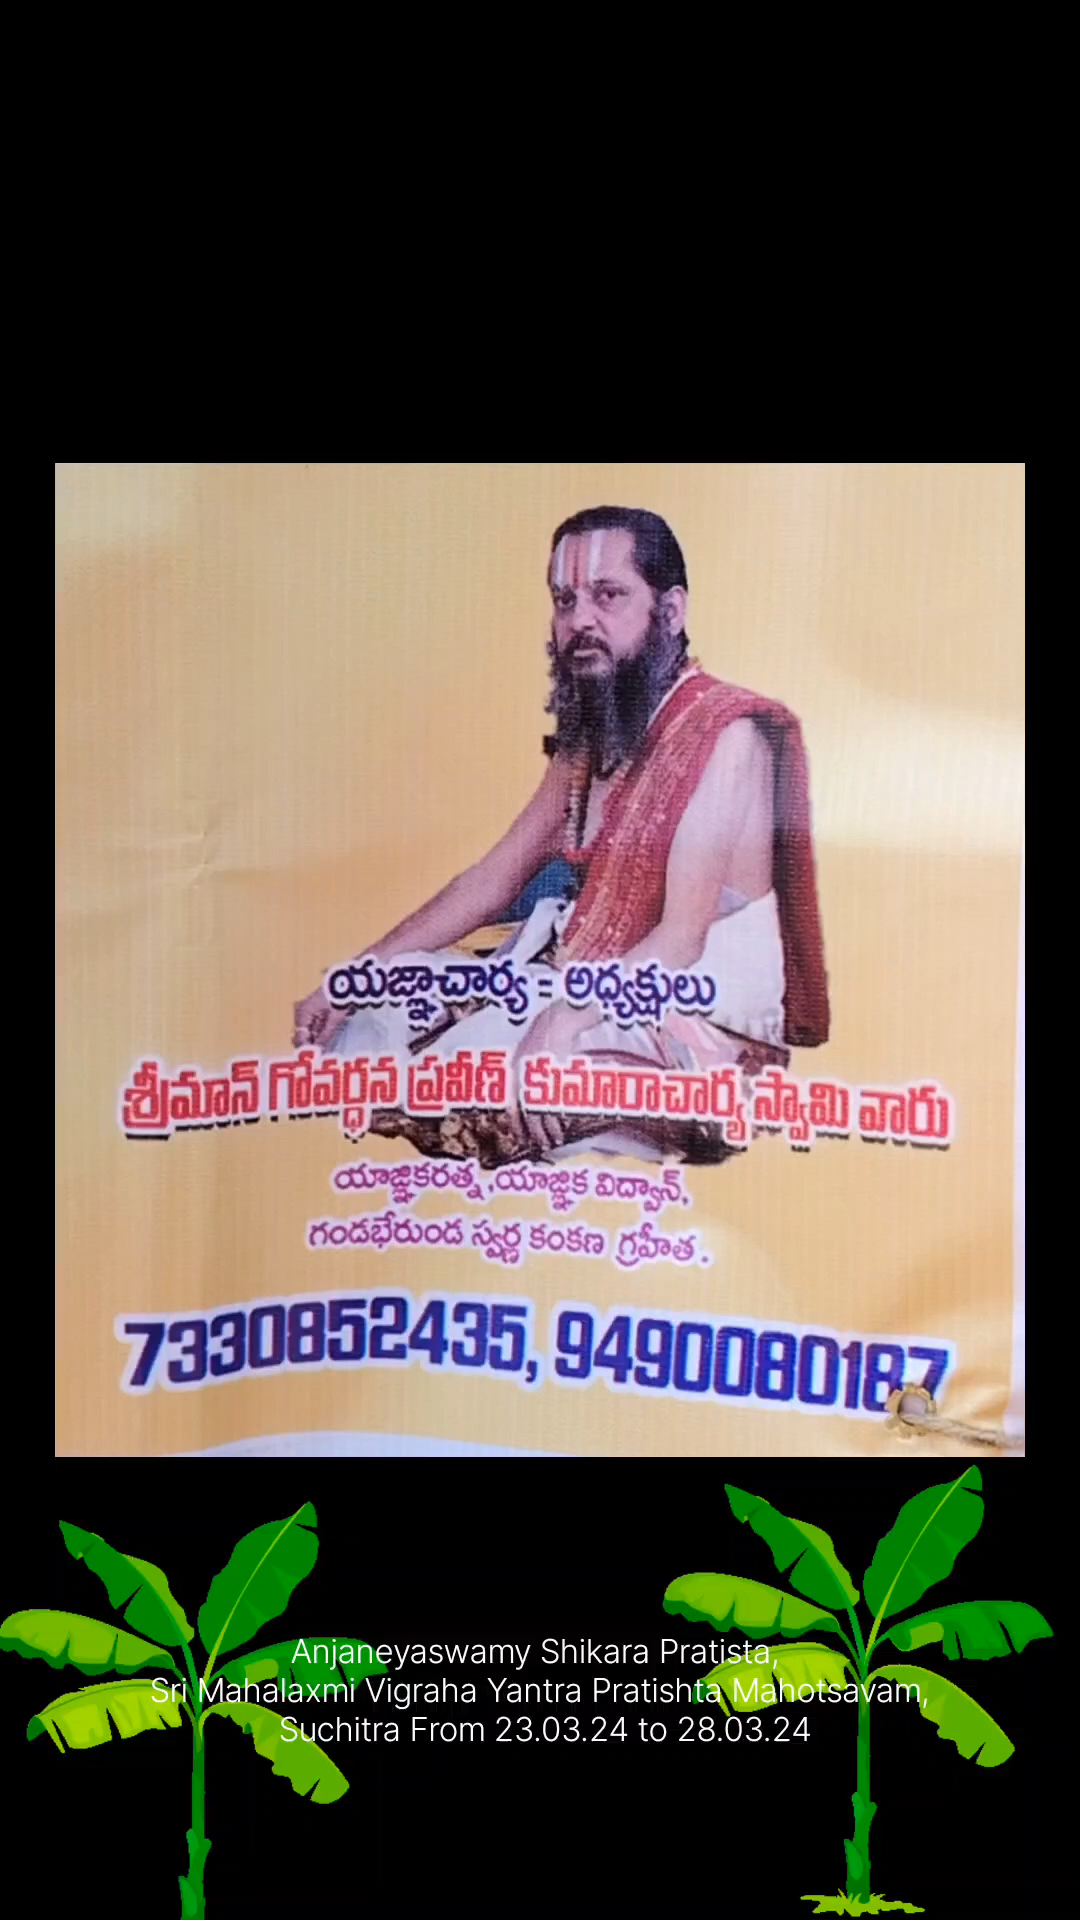 యజ్ఞాచార్య = అధ్యక్షులు
శ్రీమాన్ గోవర్ధన ప్రవీణ్ కుమారాచార్య స్వామి వారు
యాజ్ఞికరత్న, యాజ్ఞిక విద్వాన్,
గండభేరుండ స్వర్ణ కంకణ గ్రహీత.
7330852435, 9490080187
Anjaneyaswamy Shikara Pratista,
Sri Mahalaxmi Vigraha Yantra Pratishta Mahotsavam,
Suchitra From 23.03.24 to 28.03.24